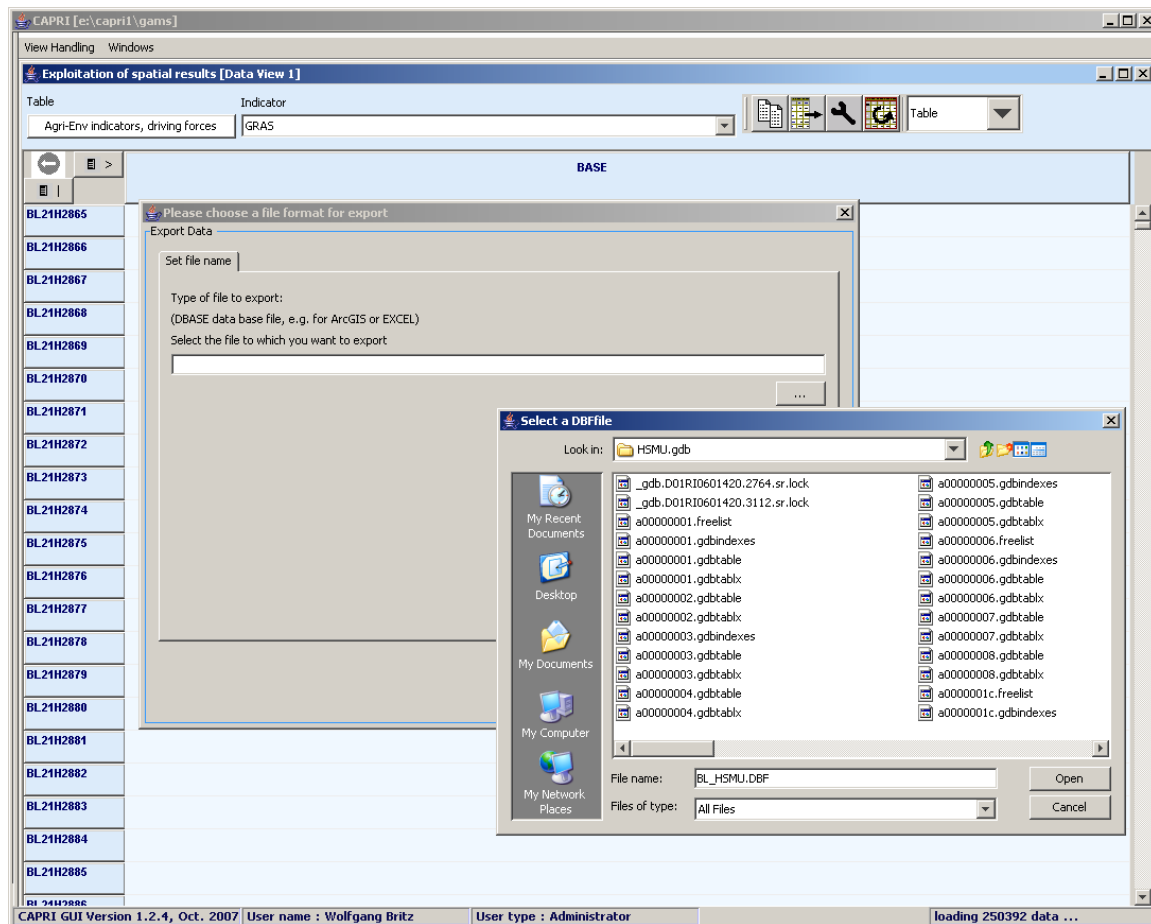 CAPRI [e:\capri1\gams]
View Handling Windows
Exploitation of spatial results [Data View 1]
Table
Indicator
Agri-Env indicators, driving forces
GRAS
Table
>
BASE
|
BL21H2865
BL21H2866
BL21H2867
BL21H2868
BL21H2869
BL21H2870
BL21H2871
BL21H2872
BL21H2873
BL21H2874
BL21H2875
BL21H2876
BL21H2877
BL21H2878
BL21H2879
BL21H2880
BL21H2881
BL21H2882
BL21H2883
BL21H2884
BL21H2885
BL21H2886
Please choose a file format for export
Export Data
Set file name
Type of file to export:
(DBASE data base file, e.g. for ArcGIS or EXCEL)
Select the file to which you want to export
...
Select a DBFfile
Look in: HSMU.gdb
My Recent Documents
Desktop
My Documents
My Computer
My Network Places
_gdb.D01RI0601420.2764.sr.lock
_gdb.D01RI0601420.3112.sr.lock
a00000001.freelist
a00000001.gdbindexes
a00000001.gdbtable
a00000001.gdbtablx
a00000002.gdbtable
a00000002.gdbtablx
a00000003.gdbindexes
a00000003.gdbtable
a00000003.gdbtablx
a00000004.gdbtable
a00000004.gdbtablx
a00000005.gdbindexes
a00000005.gdbtable
a00000005.gdbtablx
a00000006.freelist
a00000006.gdbindexes
a00000006.gdbtable
a00000006.gdbtablx
a00000007.gdbtable
a00000007.gdbtablx
a00000008.gdbtable
a00000008.gdbtablx
a0000001c.freelist
a0000001c.gdbindexes
File name: BL_HSMU.DBF
Open
Files of type: All Files
Cancel
CAPRI GUI Version 1.2.4, Oct. 2007 User name : Wolfgang Britz User type : Administrator loading 250392 data ...